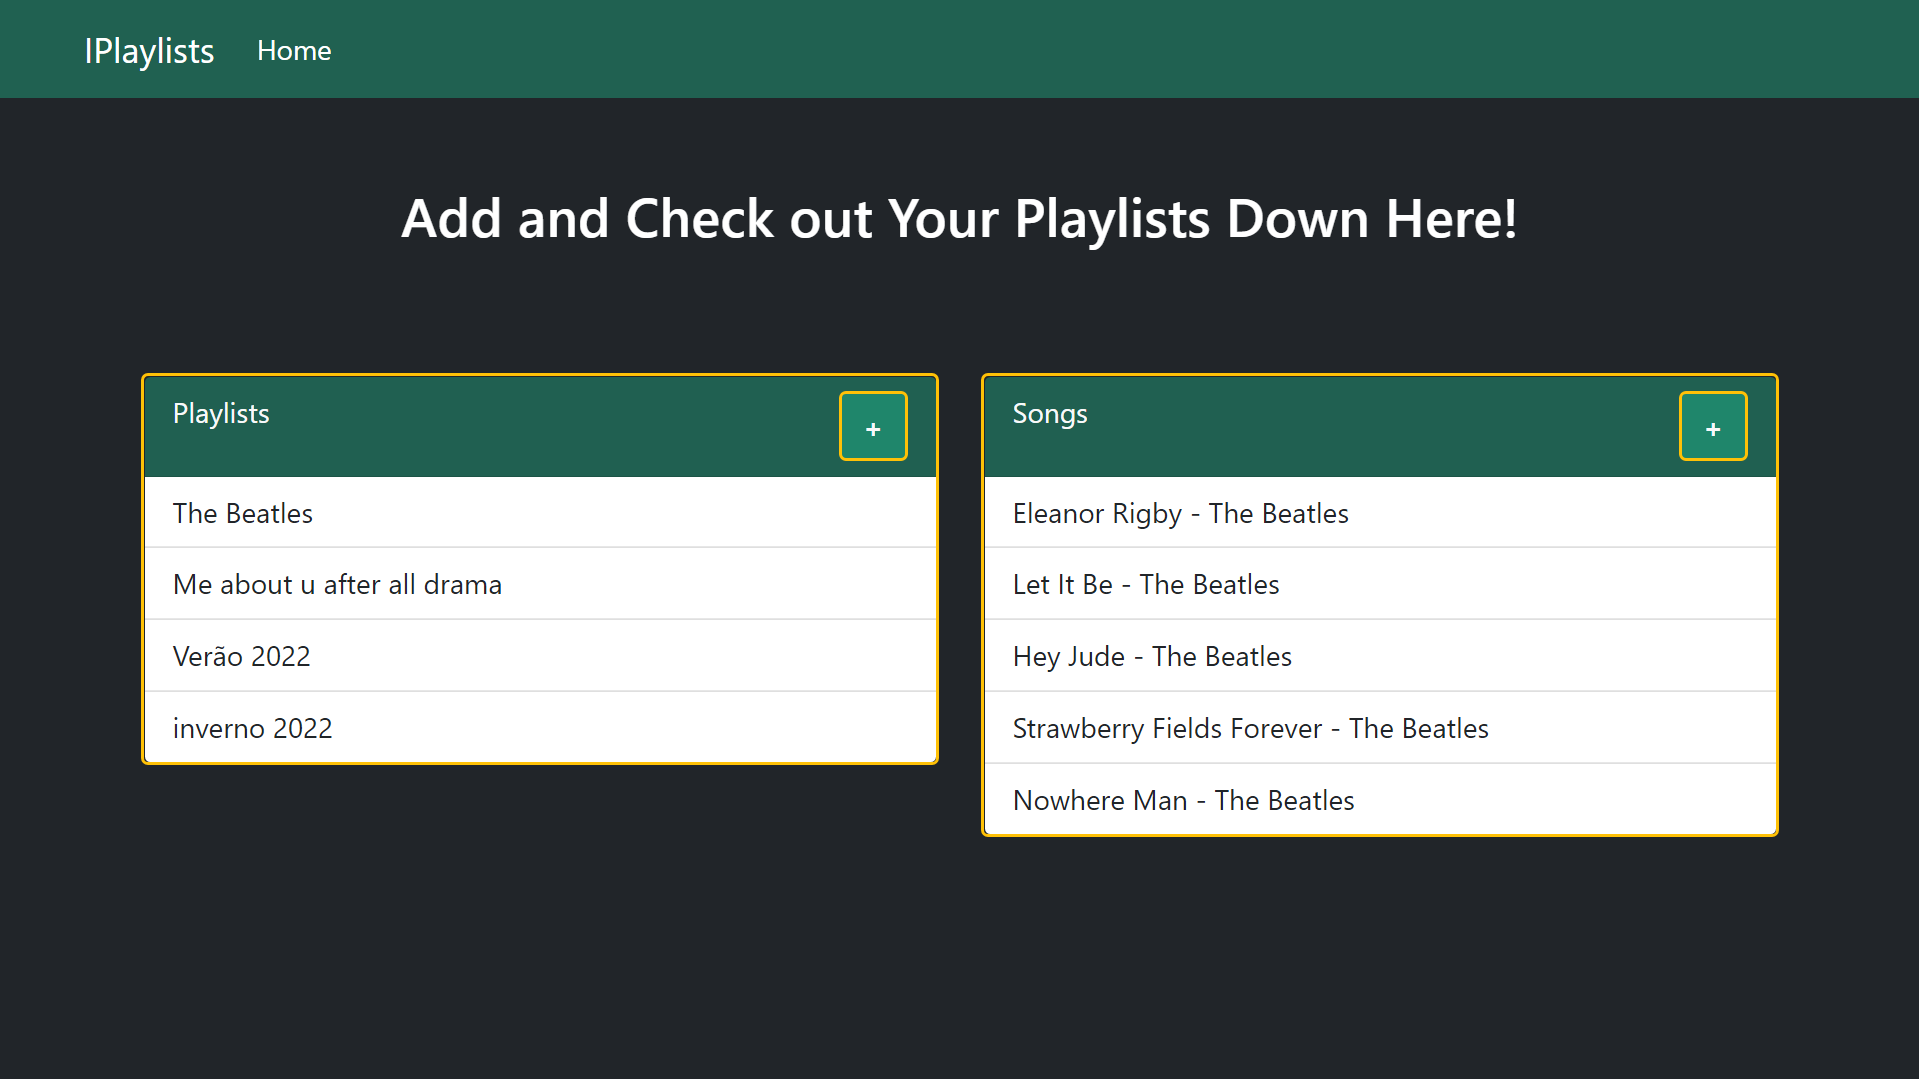 IPlaylists Home
Add and Check out Your Playlists Down Here!
Playlists +
The Beatles
Me about u after all drama
Verão 2022
inverno 2022
Songs +
Eleanor Rigby - The Beatles
Let It Be - The Beatles
Hey Jude - The Beatles
Strawberry Fields Forever - The Beatles
Nowhere Man - The Beatles